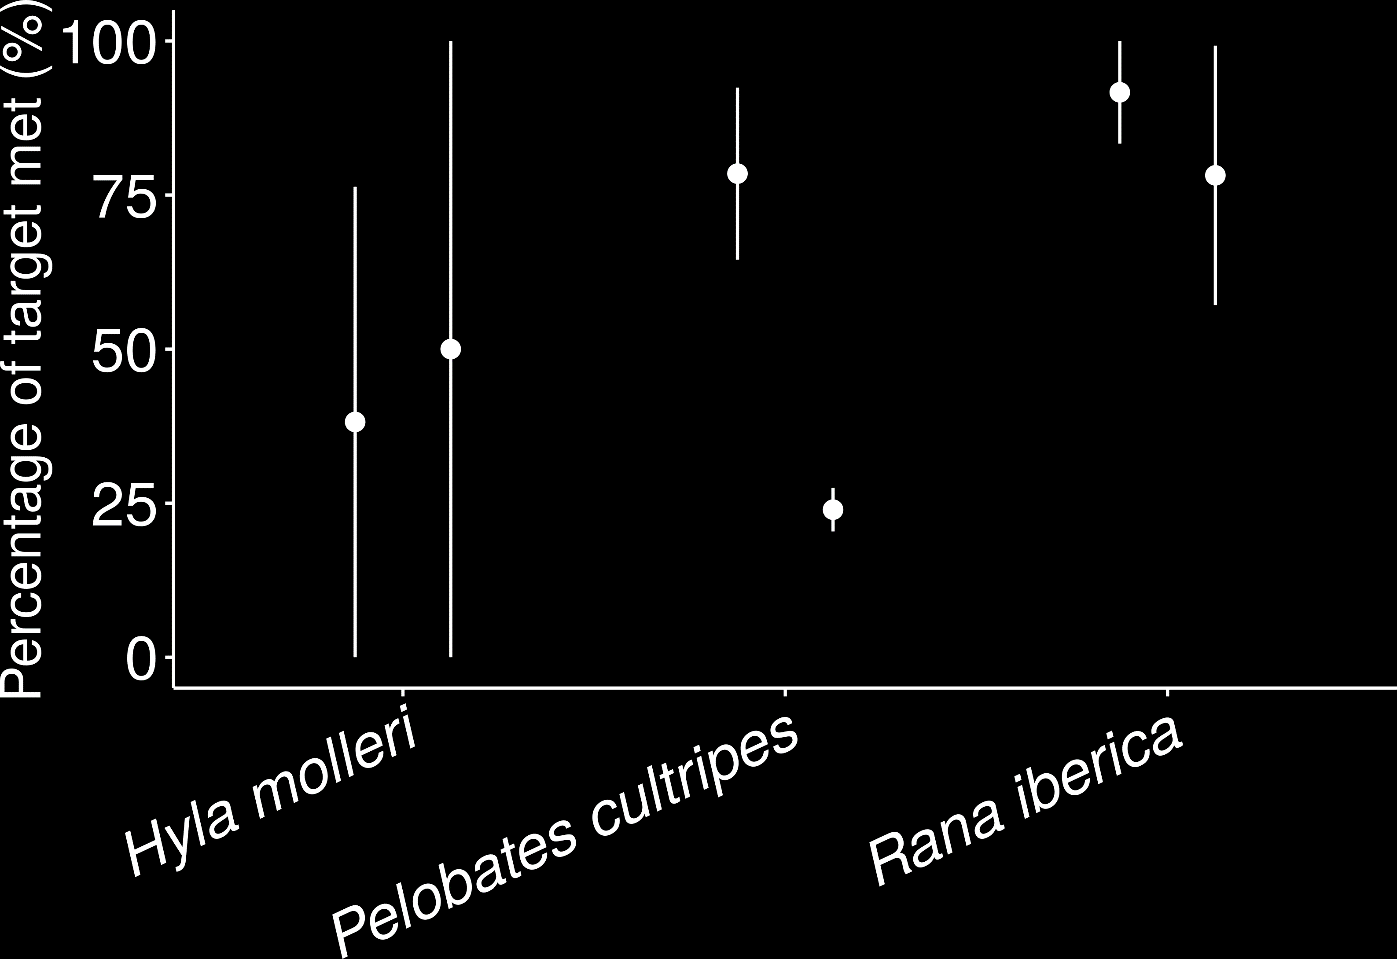 Percentage of target met (%)
100
75
50
25
0
Hyla molleri
Pelobates cultripes
Rana iberica